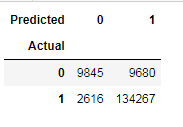 Predicted 0 1
Actual
0 9845 9680
1 2616 134267